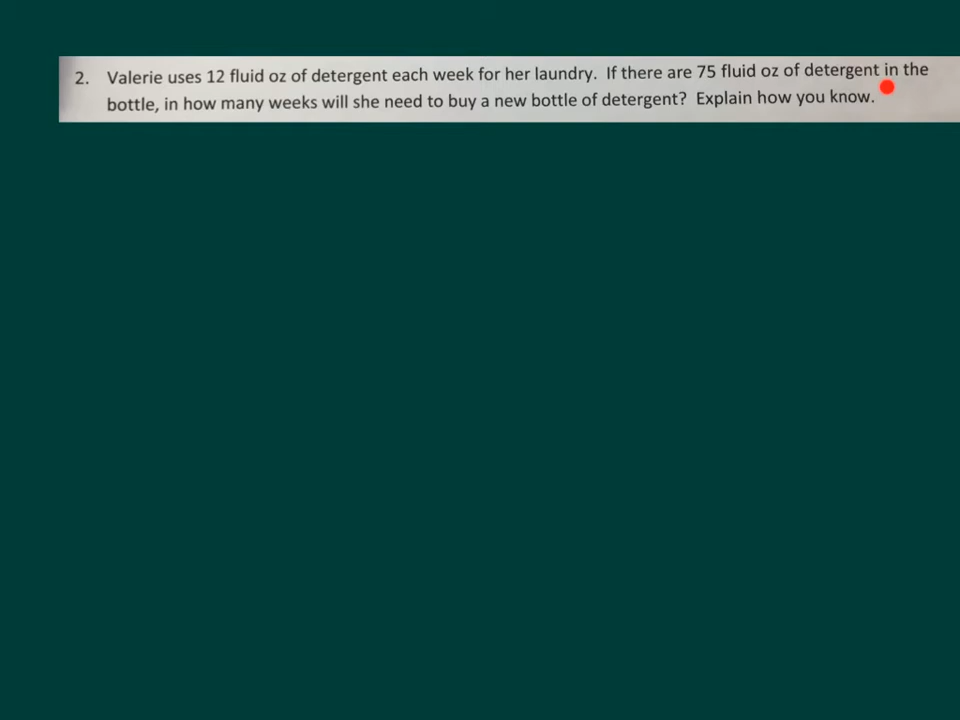 2. Valerie uses 12 fluid oz of detergent each week for her laundry. If there are 75 fluid oz of detergent in the
bottle, in how many weeks will she need to buy a new bottle of detergent? Explain how you know.